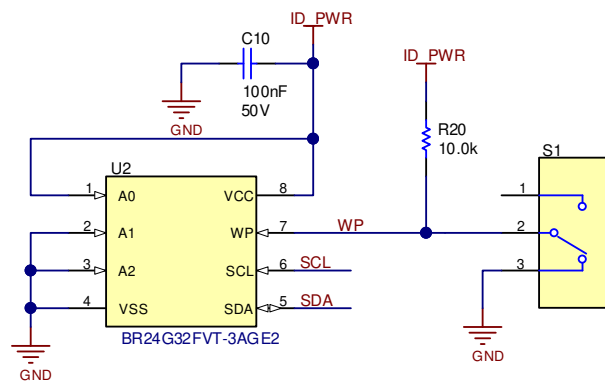 ID_PWR
C10
100nF
50V
GND
ID_PWR
R20
10.0k
S1
1
2
3
GND
U2
1 A0 VCC 8
2 A1 WP 7 WP
3 A2 SCL 6 SCL
4 VSS SDA 5 SDA
BR24G32FVT-3AGE2
GND